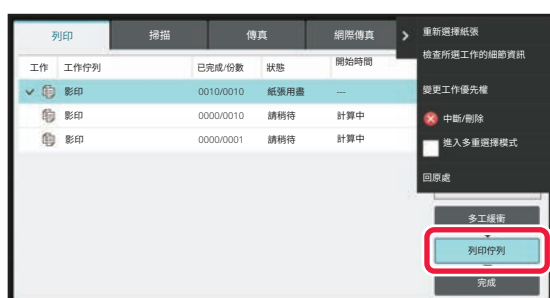 列印 掃描 傳真 網際傳真
工作 工作佇列 已完成/份數 狀態 開始時間
影印 0010/0010 紙張用盡 ---
影印 0000/0010 請稍待 計算中
影印 0000/0001 請稍待 計算中
重新選擇紙張
檢查所選工作的細節資訊
變更工作優先權
中斷/刪除
進入多重選擇模式
回原處
多工緩衝
列印佇列
完成